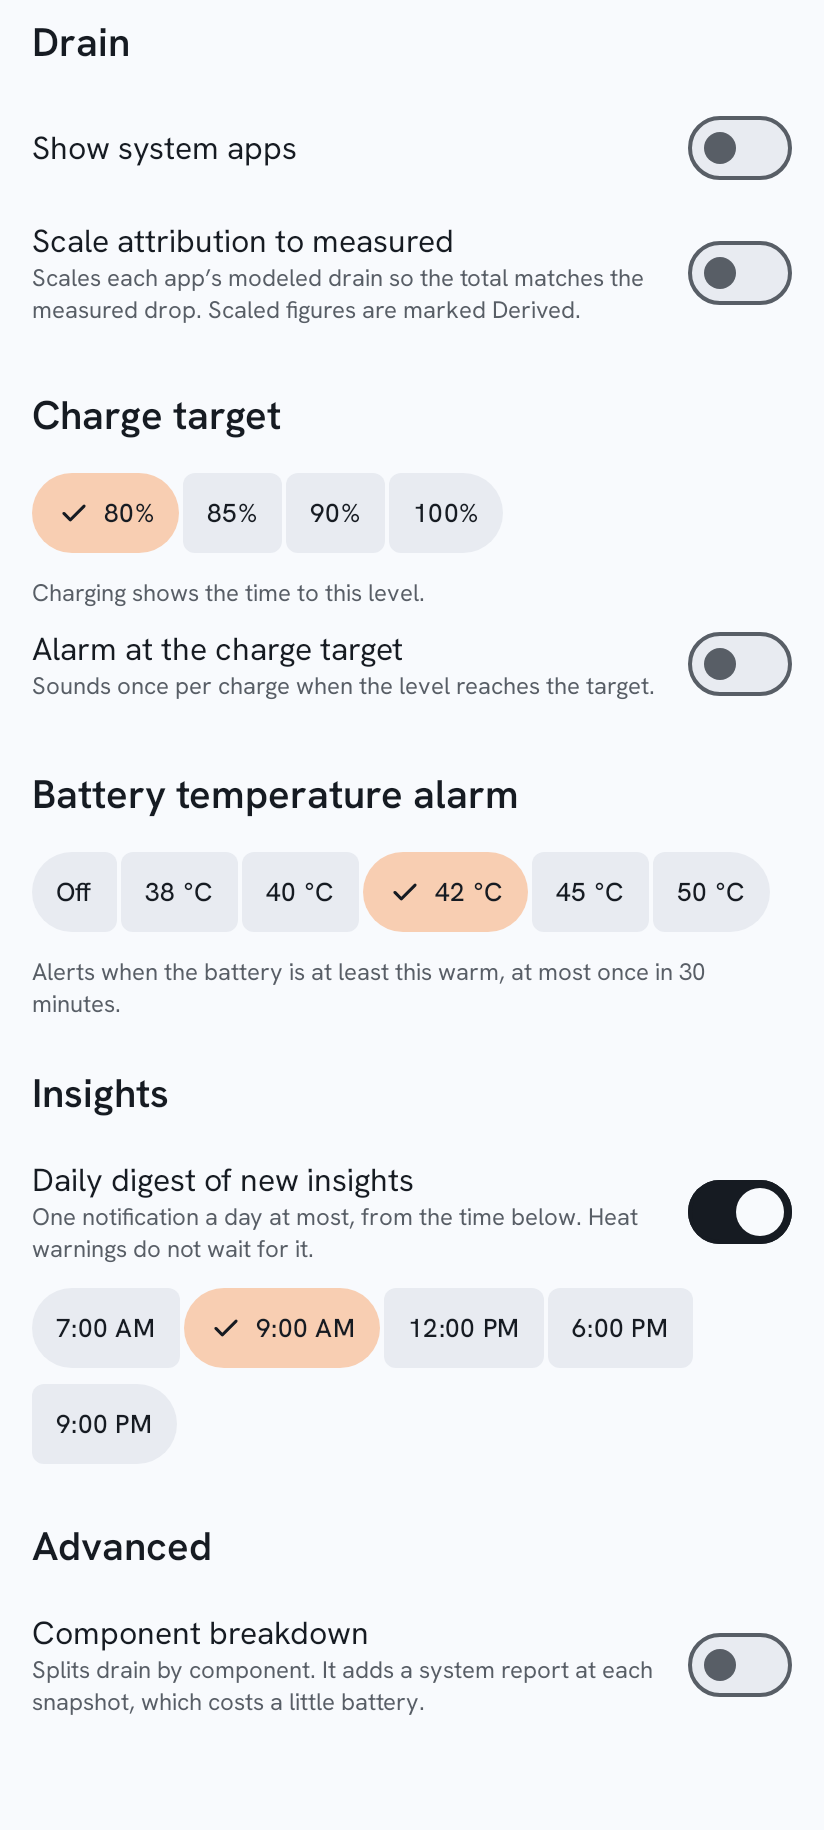 Drain
Show system apps
Scale attribution to measured
Scales each app’s modeled drain so the total matches the
measured drop. Scaled figures are marked Derived.
Charge target
80% 85% 90% 100%
Charging shows the time to this level.
Alarm at the charge target
Sounds once per charge when the level reaches the target.
Battery temperature alarm
Off 38 °C 40 °C 42 °C 45 °C 50 °C
Alerts when the battery is at least this warm, at most once in 30
minutes.
Insights
Daily digest of new insights
One notification a day at most, from the time below. Heat
warnings do not wait for it.
7:00 AM 9:00 AM 12:00 PM 6:00 PM
9:00 PM
Advanced
Component breakdown
Splits drain by component. It adds a system report at each
snapshot, which costs a little battery.